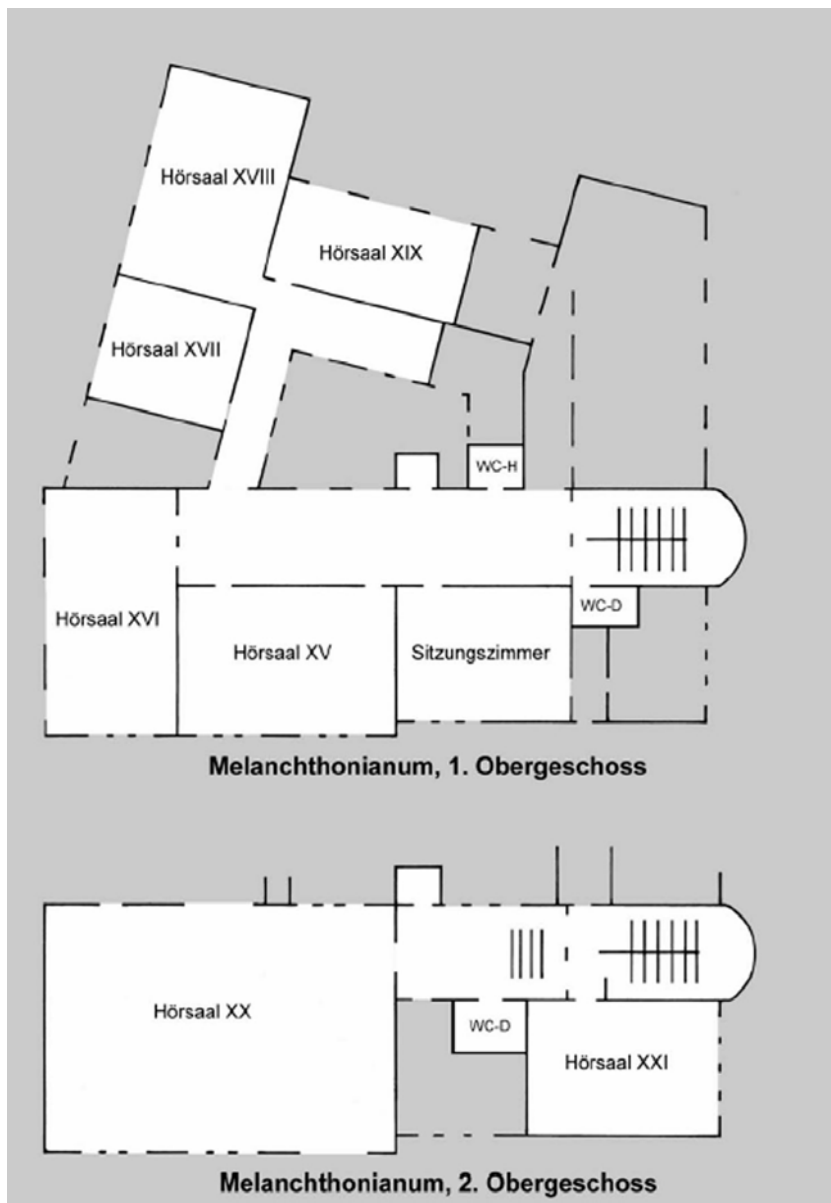 Hörsaal XVIII
Hörsaal XIX
Hörsaal XVII
WC-H
WC-D
Hörsaal XVI
Hörsaal XV
Sitzungszimmer
Melanchthonianum, 1. Obergeschoss
Hörsaal XX
WC-D
Hörsaal XXI
Melanchthonianum, 2. Obergeschoss